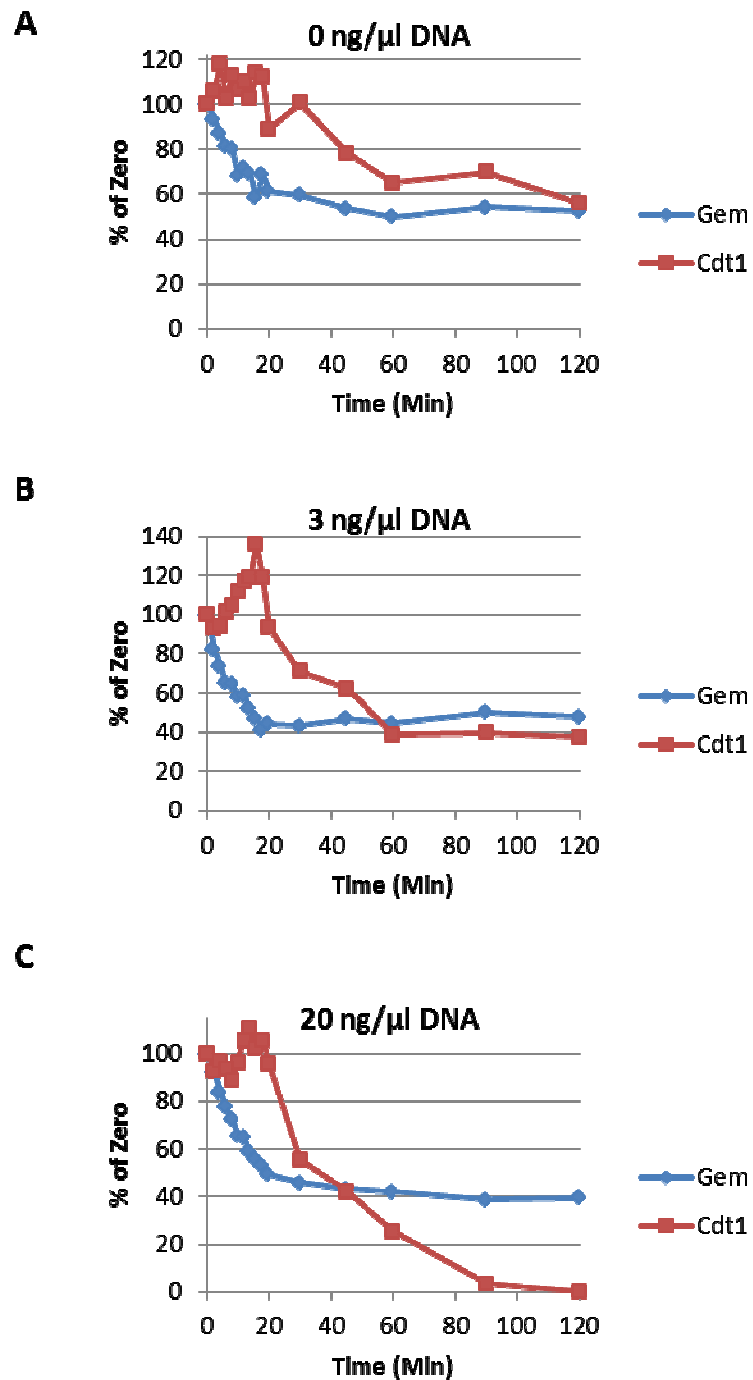 A
0 ng/µl DNA
120
100
80
60
40
20
0
% of Zero
0 20 40 60 80 100 120
Time (Min)
Gem
Cdt1
B
3 ng/µl DNA
140
120
100
80
60
40
20
0
% of Zero
0 20 40 60 80 100 120
Time (Min)
Gem
Cdt1
C
20 ng/µl DNA
100
80
60
40
20
0
% of Zero
0 20 40 60 80 100 120
Time (Min)
Gem
Cdt1